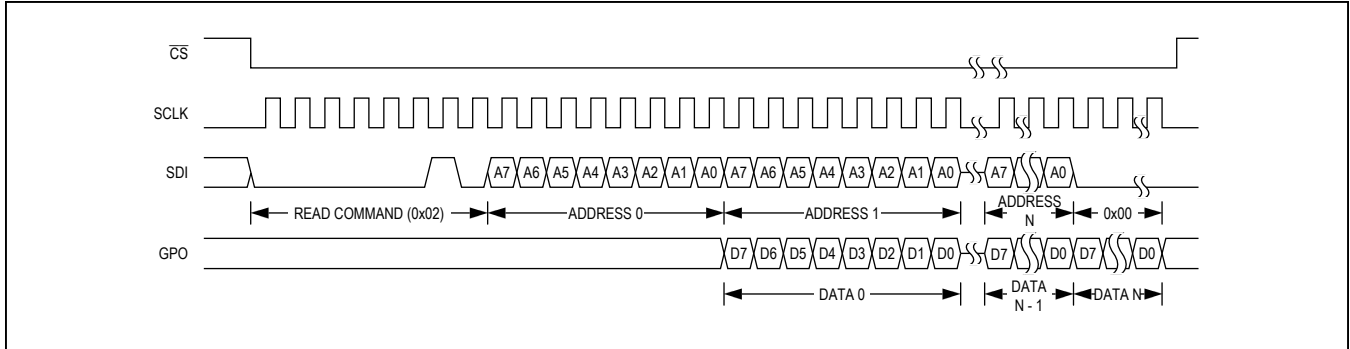 CS
SCLK
SDI
A7 A6 A5 A4 A3 A2 A1 A0 A7 A6 A5 A4 A3 A2 A1 A0 A7 A0
READ COMMAND (0x02) ADDRESS 0 ADDRESS 1 ADDRESS
N 0x00
GPO
D7 D6 D5 D4 D3 D2 D1 D0 D7 D0 D7 D0
DATA 0 DATA
N - 1 DATA N